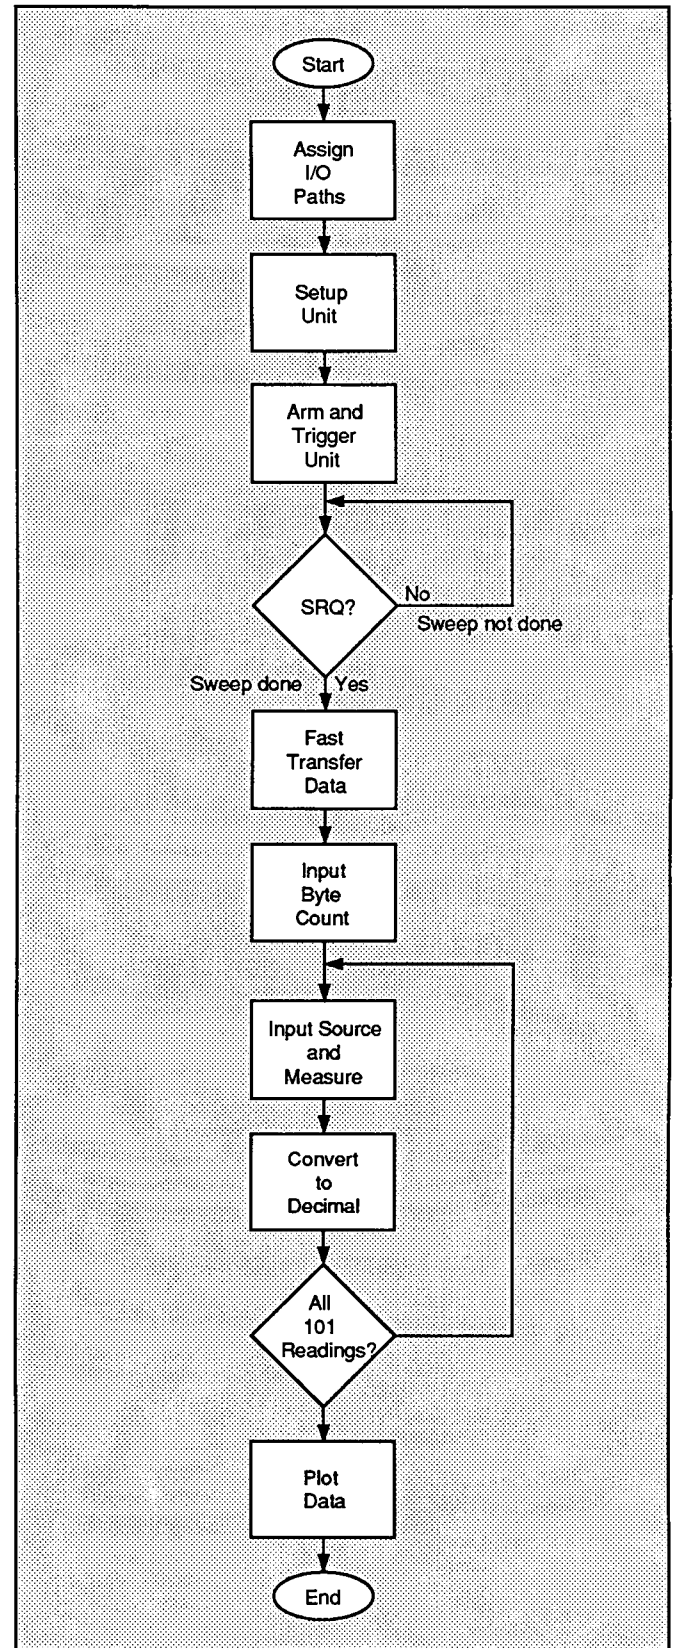 Start
Assign
I/O
Paths
Setup
Unit
Arm and
Trigger
Unit
SRQ?
No
Sweep not done
Sweep done Yes
Fast
Transfer
Data
Input
Byte
Count
Input Source
and
Measure
Convert
to
Decimal
All
101
Readings?
Plot
Data
End